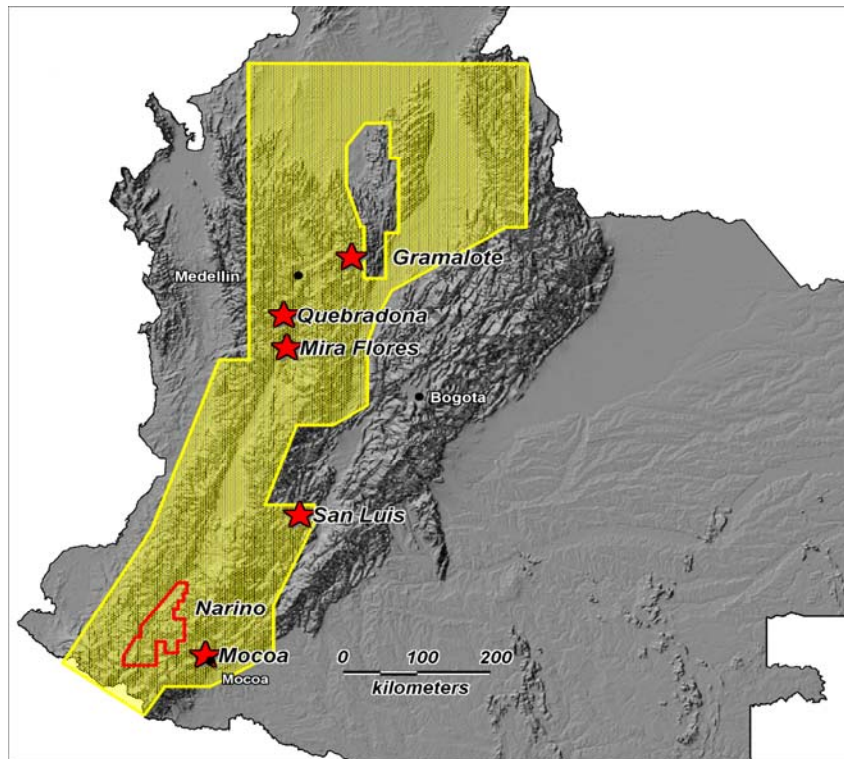 Gramalote
Medellin
Quebradona
Mira Flores
Bogota
San Luis
Narino
Mocoa
Mocoa
0 100 200
kilometers